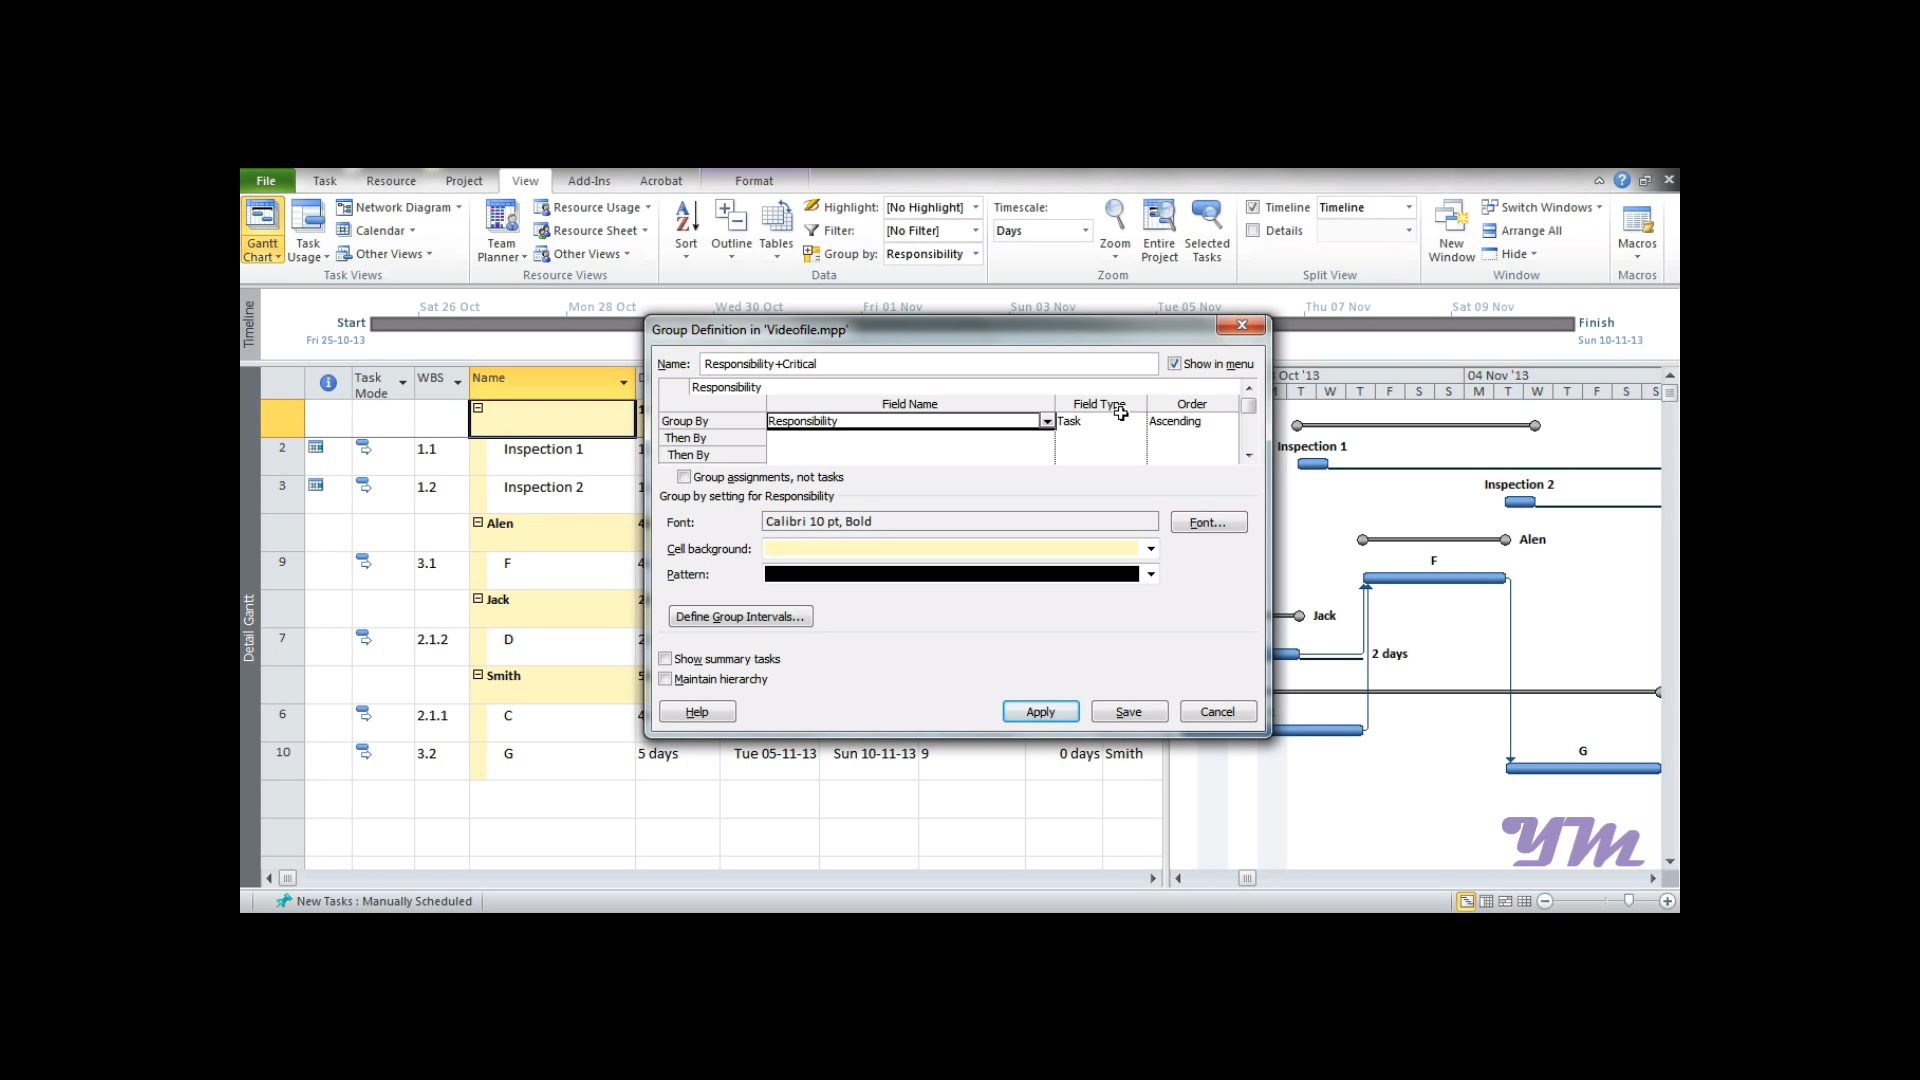 File Task Resource Project View Add-Ins Acrobat Format
Gantt Chart
Task Usage
Network Diagram
Calendar
Other Views
Task Views
Team Planner
Resource Usage
Resource Sheet
Other Views
Resource Views
Sort
Outline
Tables
Highlight: [No Highlight]
Filter: [No Filter]
Group by: Responsibility
Data
Timescale:
Days
Zoom
Entire Project
Selected Tasks
Zoom
Timeline Timeline
Details
Split View
New Window
Switch Windows
Arrange All
Hide
Window
Macros
Macros
Timeline
Sat 26 Oct Mon 28 Oct Wed 30 Oct Fri 01 Nov Sun 03 Nov Tue 05 Nov Thu 07 Nov Sat 09 Nov
Start
Fri 25-10-13
Finish
Sun 10-11-13
Group Definition in 'Videofile.mpp'
Name: Responsibility+Critical
Show in menu
Responsibility
Field Name Field Type Order
Group By Responsibility Task Ascending
Then By
Then By
Group assignments, not tasks
Group by setting for Responsibility
Font: Calibri 10 pt, Bold Font...
Cell background:
Pattern:
Define Group Intervals...
Show summary tasks
Maintain hierarchy
Help Apply Save Cancel
Detail Gantt
Task Mode WBS Name
2 1.1 Inspection 1
3 1.2 Inspection 2
Alen
9 3.1 F
Jack
7 2.1.2 D
Smith
6 2.1.1 C
10 3.2 G 5 days Tue 05-11-13 Sun 10-11-13 9 0 days Smith
Oct '13 04 Nov '13
T W T F S S M T W T F S S
Inspection 1
Inspection 2
Alen
F
Jack
2 days
G
YM
New Tasks : Manually Scheduled